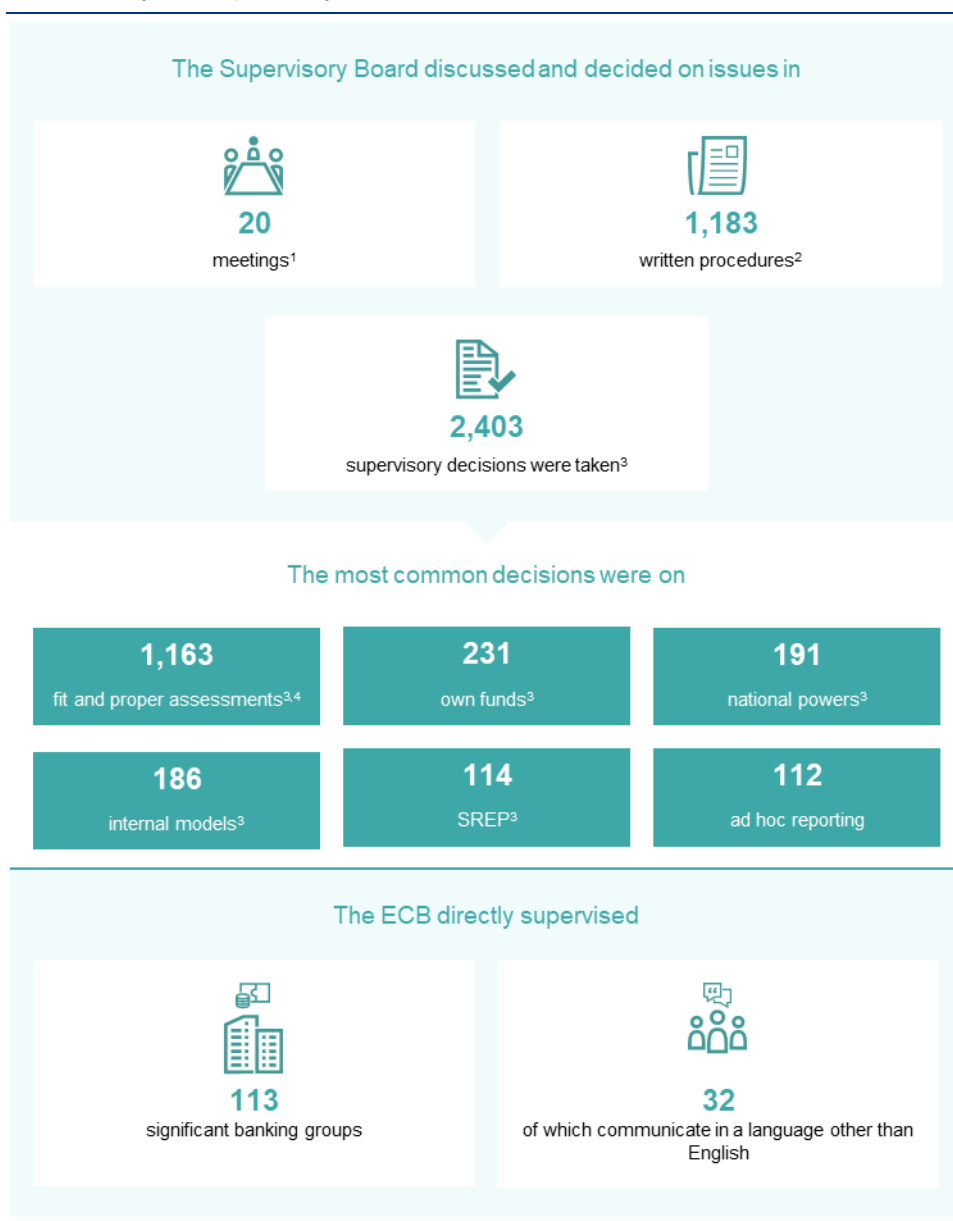 The Supervisory Board discussed and decided on issues in
20
meetings¹
1,183
written procedures²
2,403
supervisory decisions were taken³
The most common decisions were on
1,163
fit and proper assessments³,⁴
231
own funds³
191
national powers³
186
internal models³
114
SREP³
112
ad hoc reporting
The ECB directly supervised
113
significant banking groups
32
of which communicate in a language other than
English